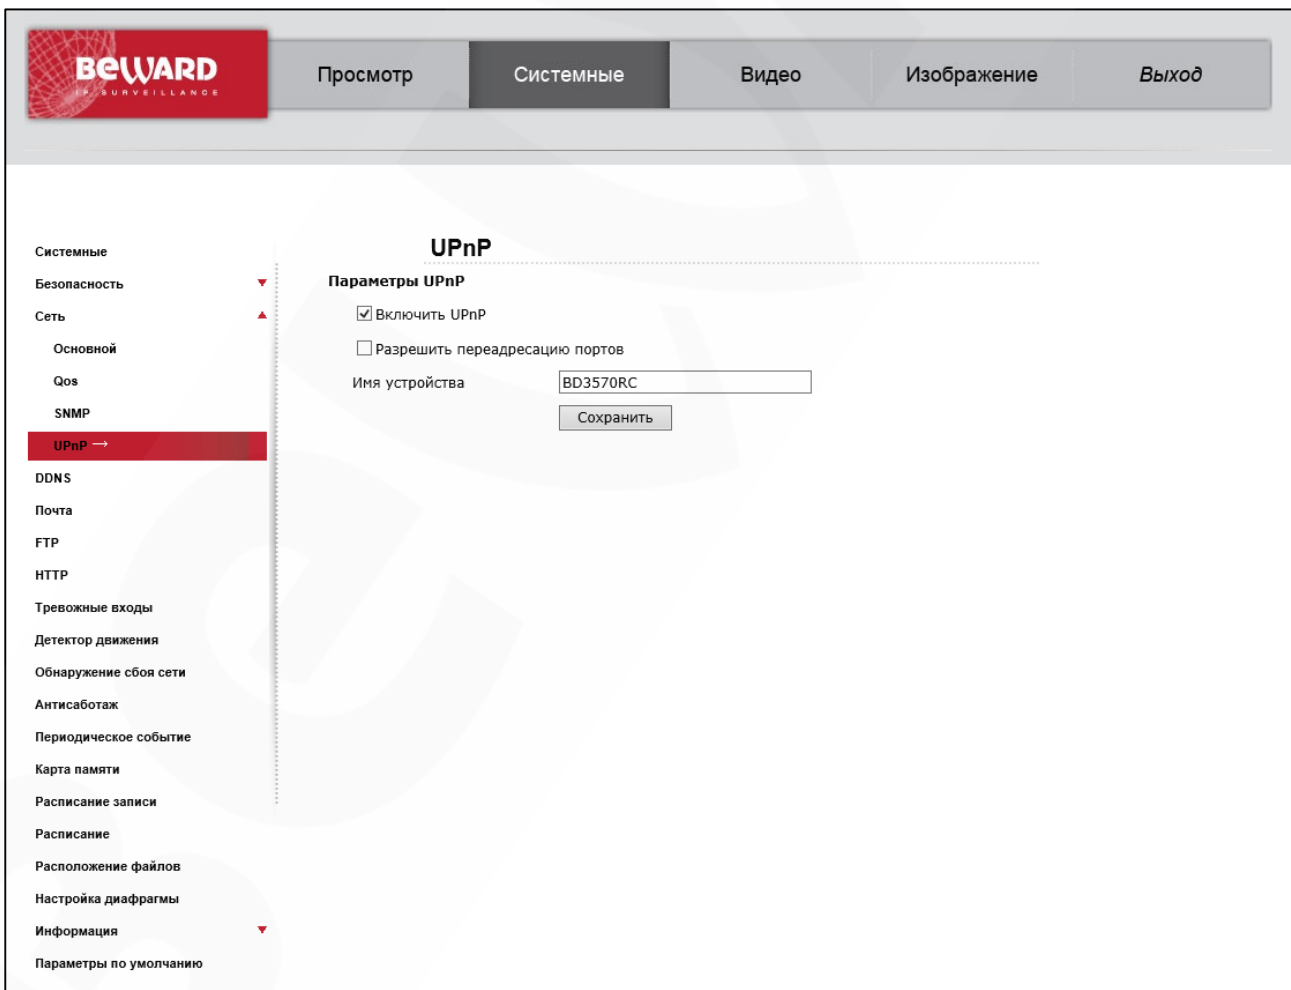 BEWARD
IP SURVEILLANCE
Просмотр
Системные
Видео
Изображение
Выход
Системные
Безопасность
Сеть
Основной
Qos
SNMP
UPnP →
DDNS
Почта
FTP
HTTP
Тревожные входы
Детектор движения
Обнаружение сбоя сети
Антисаботаж
Периодическое событие
Карта памяти
Расписание записи
Расписание
Расположение файлов
Настройка диафрагмы
Информация
Параметры по умолчанию
UPnP
Параметры UPnP
Включить UPnP
Разрешить переадресацию портов
Имя устройства BD3570RC
Сохранить